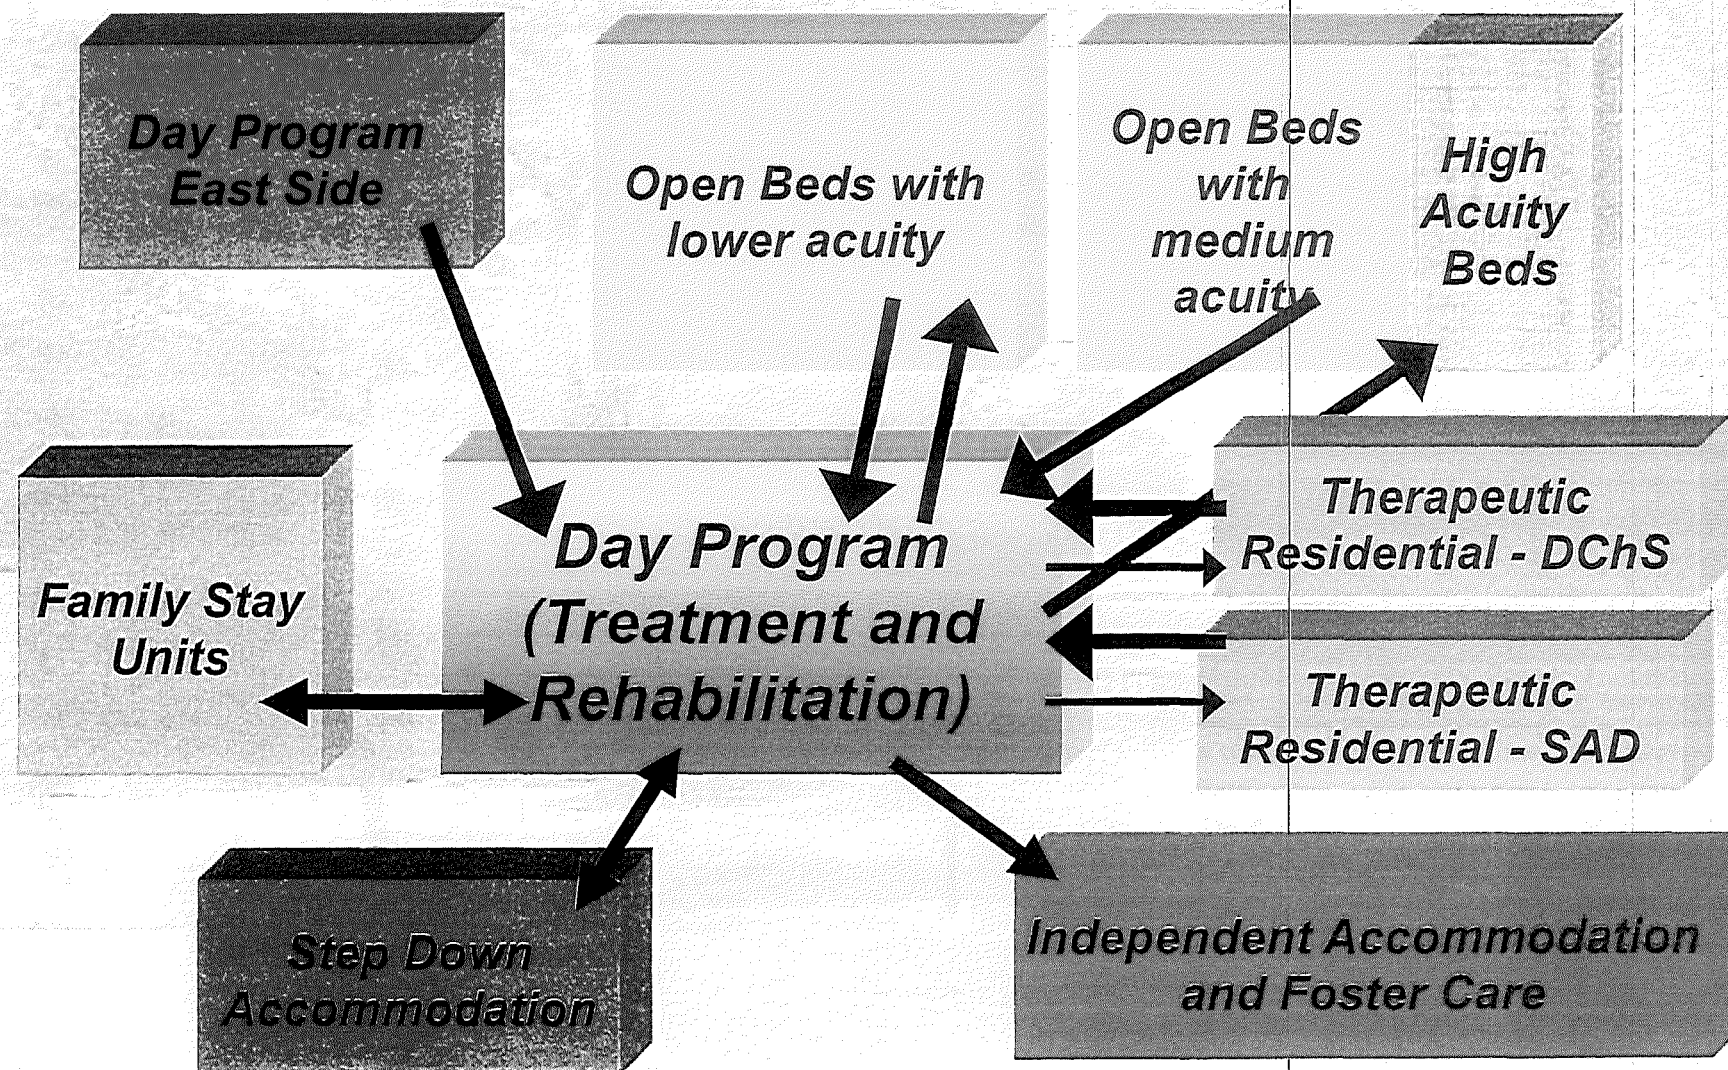 Day Program
East Side
Open Beds with
lower acuity
Open Beds
with
medium
acuity
High
Acuity
Beds
Family Stay
Units
Day Program
(Treatment and
Rehabilitation)
Therapeutic
Residential - DChS
Therapeutic
Residential - SAD
Step Down
Accommodation
Independent Accommodation
and Foster Care